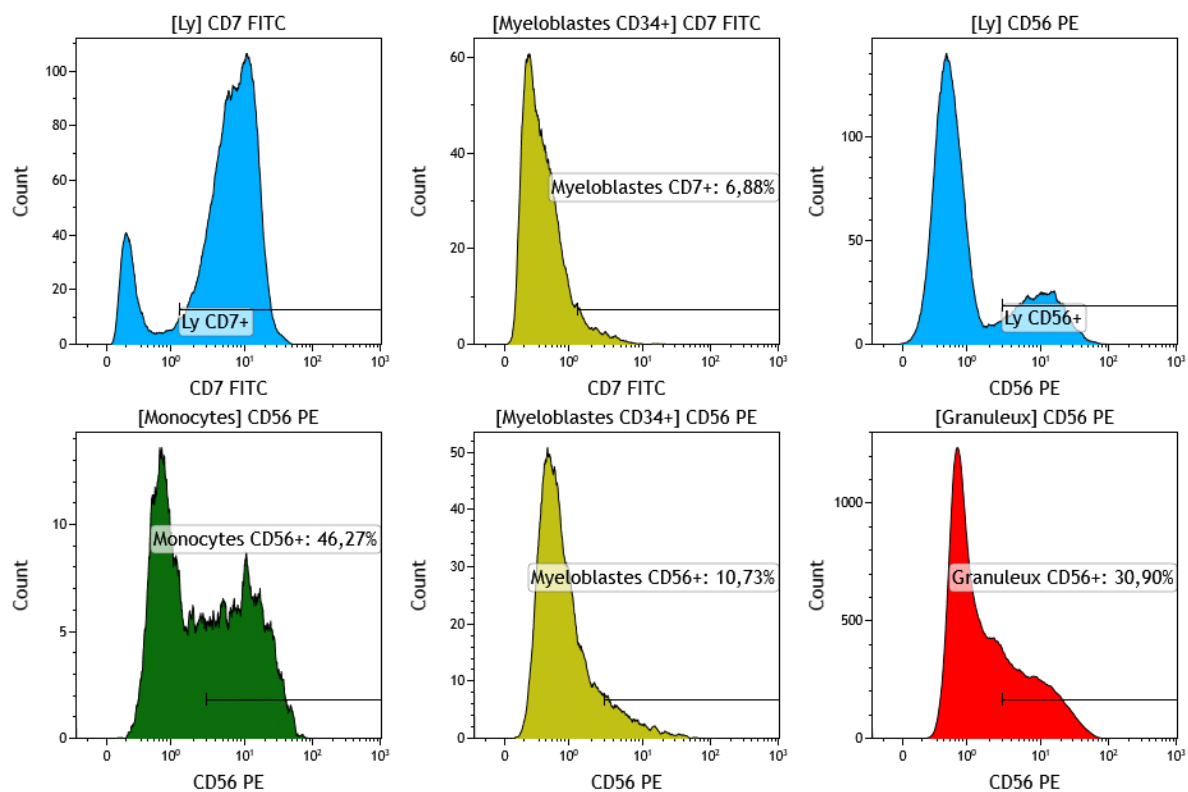 [Ly] CD7 FITC
Count
100
80
60
40
20
0
Ly CD7+
0 10⁰ 10¹ 10² 10³
CD7 FITC
[Myeloblastes CD34+] CD7 FITC
Count
60
40
20
0
Myeloblastes CD7+: 6,88%
0 10⁰ 10¹ 10² 10³
CD7 FITC
[Ly] CD56 PE
Count
100
50
0
Ly CD56+
0 10⁰ 10¹ 10² 10³
CD56 PE
[Monocytes] CD56 PE
Count
10
5
0
Monocytes CD56+: 46,27%
0 10⁰ 10¹ 10² 10³
CD56 PE
[Myeloblastes CD34+] CD56 PE
Count
50
40
30
20
10
0
Myeloblastes CD56+: 10,73%
0 10⁰ 10¹ 10² 10³
CD56 PE
[Granuleux] CD56 PE
Count
1000
500
0
Granuleux CD56+: 30,90%
0 10⁰ 10¹ 10² 10³
CD56 PE